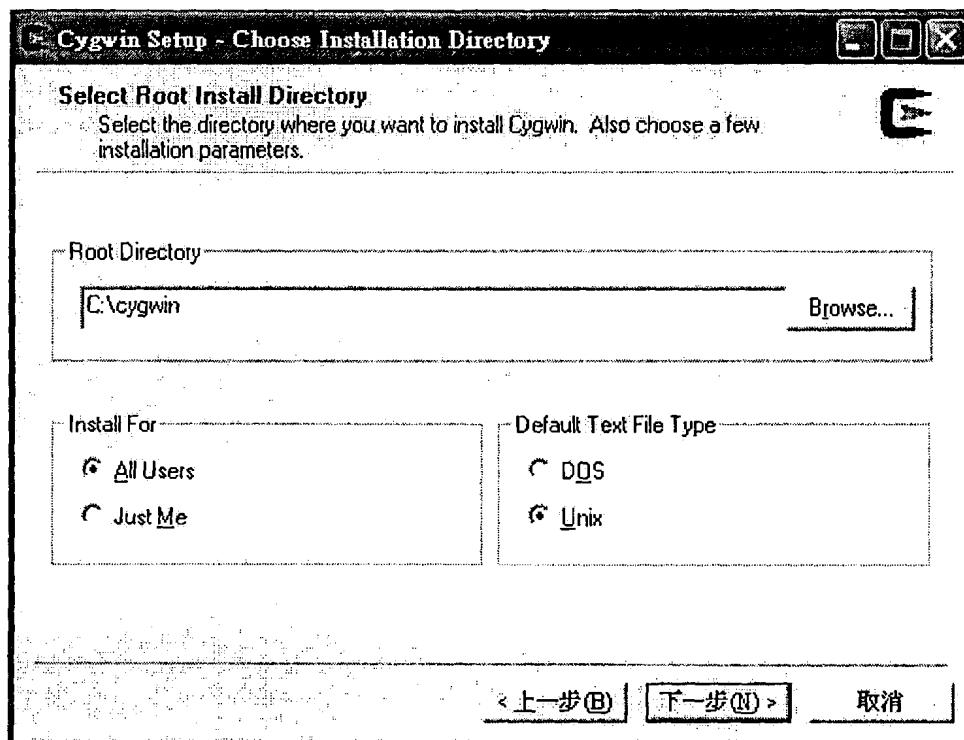 Cygwin Setup - Choose Installation Directory
Select Root Install Directory
Select the directory where you want to install Cygwin. Also choose a few
installation parameters.
Root Directory
C:\cygwin
Browse...
Install For
Default Text File Type
All Users
DOS
Just Me
Unix
<上一步(B)
下一步(N)>
取消